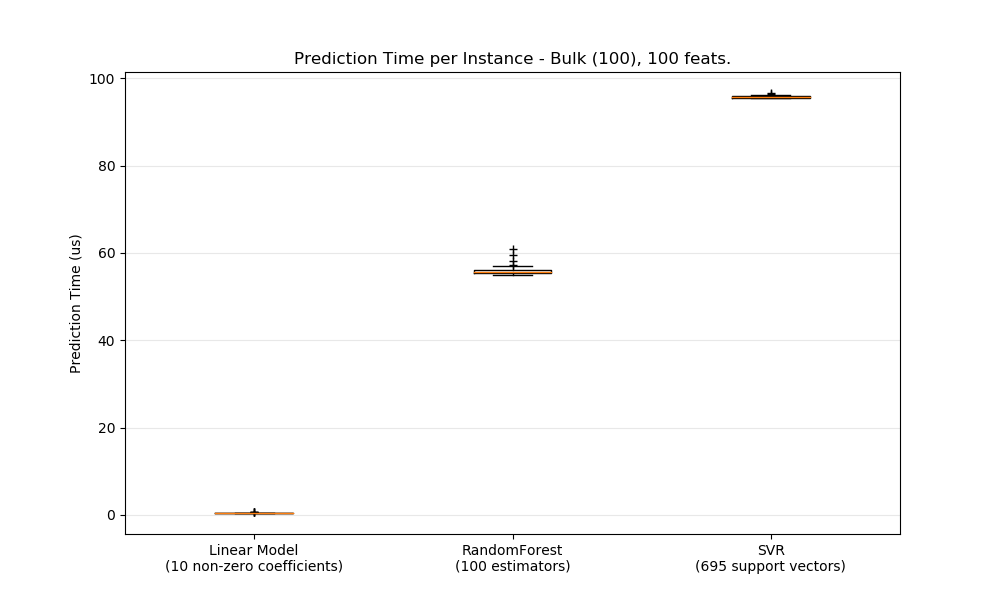 Prediction Time per Instance - Bulk (100), 100 feats.
100
80
60
40
20
0
Prediction Time (us)
Linear Model
(10 non-zero coefficients)
RandomForest
(100 estimators)
SVR
(695 support vectors)